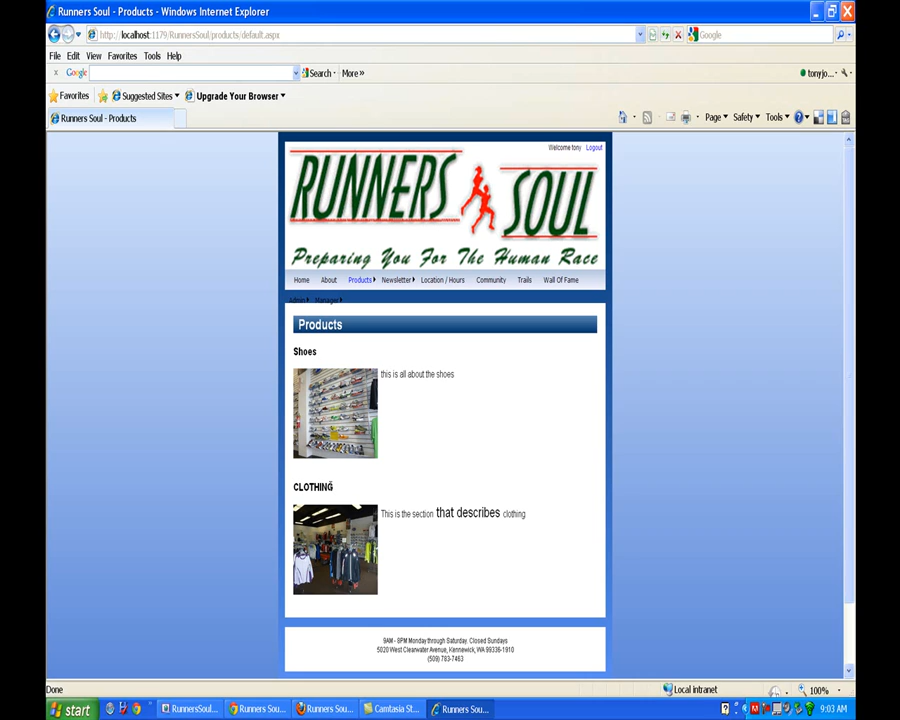 Runners Soul - Products - Windows Internet Explorer
http://localhost:1179/RunnersSoul/products/default.aspx
Google
File Edit View Favorites Tools Help
x Google Search More »
tonyjo...
Favorites Suggested Sites Upgrade Your Browser
Runners Soul - Products
Page Safety Tools
Welcome tony Logout
RUNNERS SOUL
Preparing You For The Human Race
Home About Products Newsletter Location / Hours Community Trails Wall Of Fame
Admin Manager
Products
Shoes
this is all about the shoes
CLOTHING
This is the section that describes clothing
9AM - 8PM Monday through Saturday. Closed Sundays
5020 West Clearwater Avenue, Kennewick, WA 99336-1910
(509) 783-7463
Done Local intranet 100%
start RunnersSoul... Runners Sou... Runners Sou... Camtasia St... Runners Sou... 9:03 AM